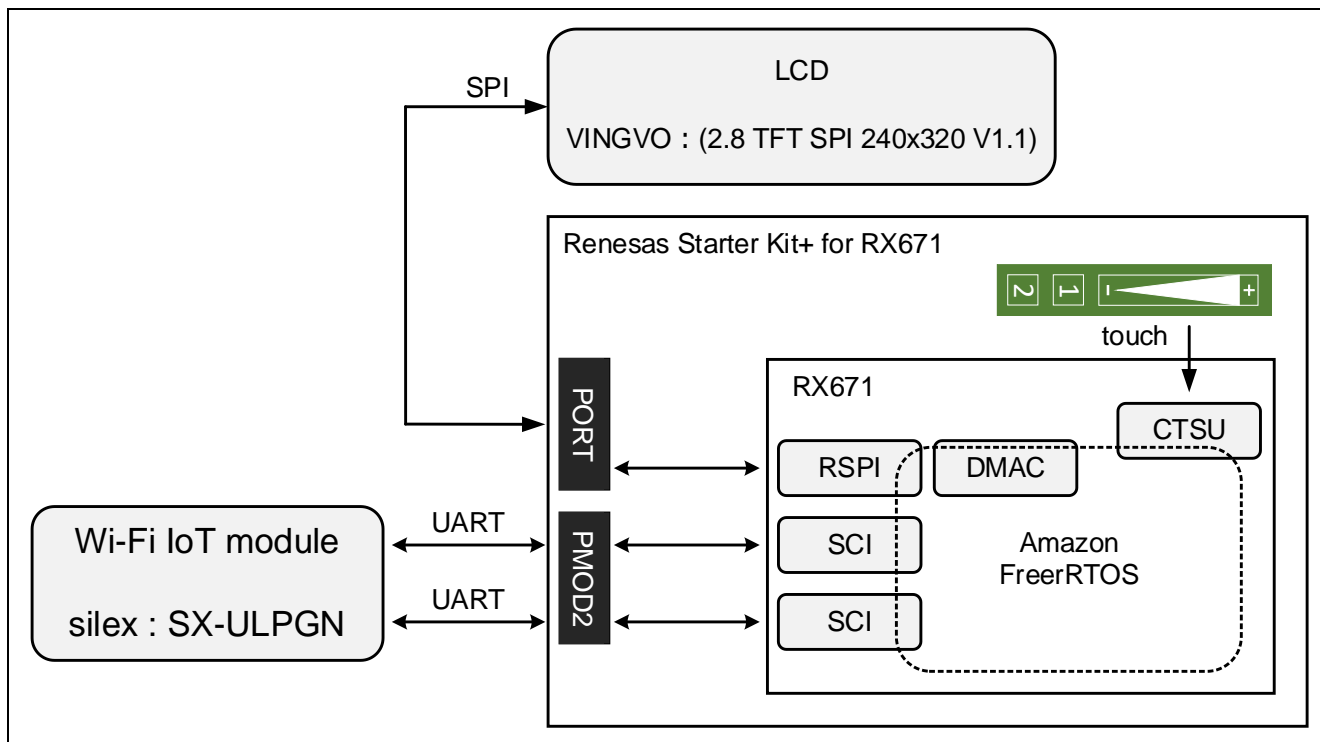 LCD
SPI
VINGVO : (2.8 TFT SPI 240x320 V1.1)
Renesas Starter Kit+ for RX671
2 1 - +
touch
RX671
PORT
CTSU
RSPI
DMAC
Wi-Fi IoT module
silex : SX-ULPGN
UART
UART
PMOD2
SCI
SCI
Amazon
FreerRTOS